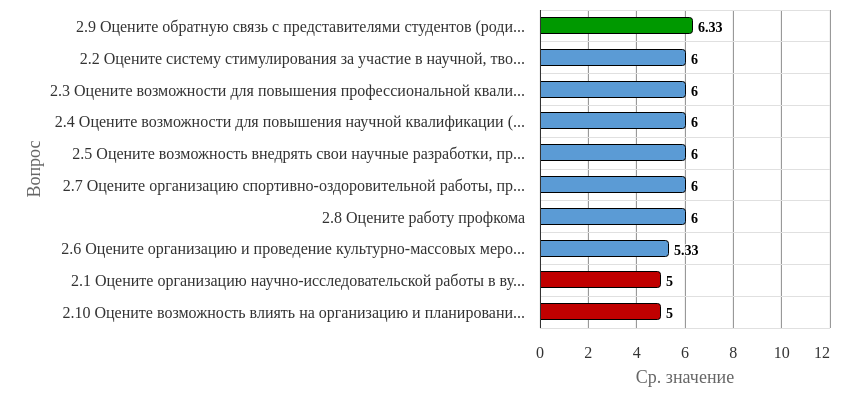 2.9 Оцените обратную связь с представителями студентов (роди... 6.33
2.2 Оцените систему стимулирования за участие в научной, тво... 6
2.3 Оцените возможности для повышения профессиональной квали... 6
2.4 Оцените возможности для повышения научной квалификации (... 6
2.5 Оцените возможность внедрять свои научные разработки, пр... 6
2.7 Оцените организацию спортивно-оздоровительной работы, пр... 6
2.8 Оцените работу профкома 6
2.6 Оцените организацию и проведение культурно-массовых меро... 5.33
2.1 Оцените организацию научно-исследовательской работы в ву... 5
2.10 Оцените возможность влиять на организацию и планировани... 5
Вопрос
0 2 4 6 8 10 12
Ср. значение